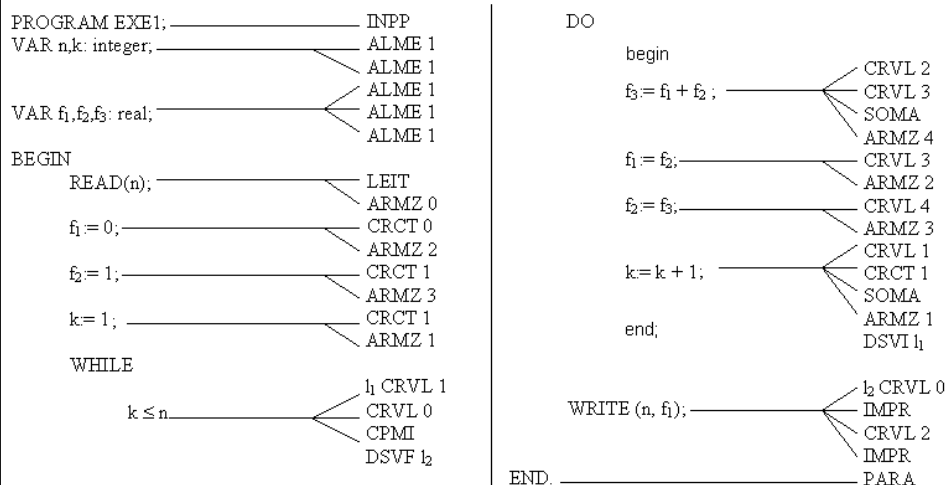 PROGRAM EXE1; INPP
VAR n,k: integer; ALME 1
ALME 1
ALME 1
VAR f₁,f₂,f₃: real; ALME 1
ALME 1
BEGIN
READ(n); LEIT
ARMZ 0
f₁:= 0; CRCT 0
ARMZ 2
f₂:= 1; CRCT 1
ARMZ 3
k:= 1; CRCT 1
ARMZ 1
WHILE
l₁ CRVL 1
k ≤ n CRVL 0
CPMI
DSVF l₂
DO
begin
CRVL 2
f₃:= f₁ + f₂ ; CRVL 3
SOMA
ARMZ 4
f₁:= f₂; CRVL 3
ARMZ 2
f₂:= f₃; CRVL 4
ARMZ 3
CRVL 1
k:= k + 1; CRCT 1
SOMA
ARMZ 1
end;
DSVI l₁
l₂ CRVL 0
WRITE (n, f₁); IMPR
CRVL 2
IMPR
END. PARA